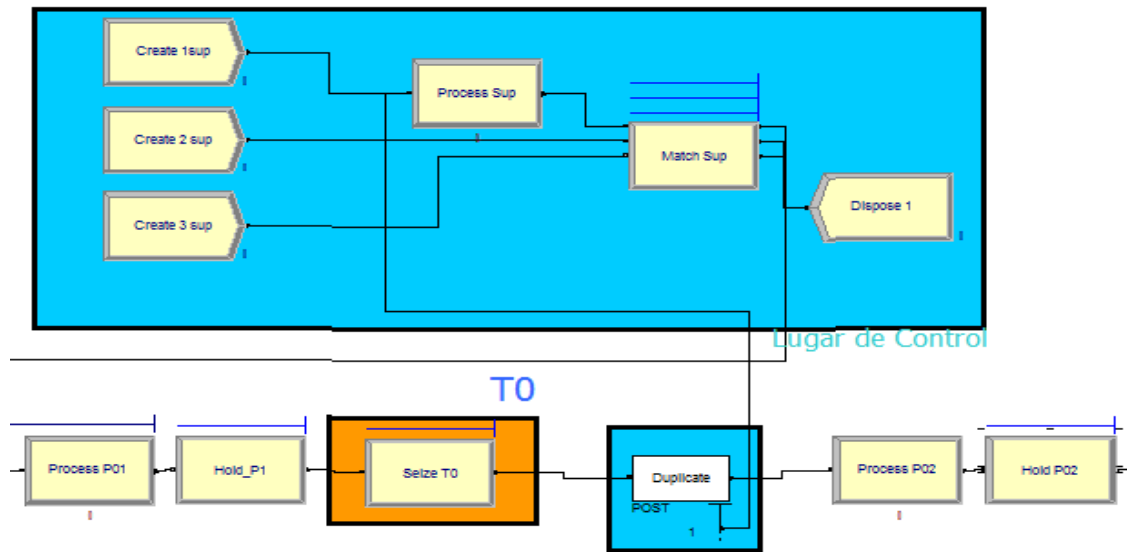 Create 1sup
Process Sup
Create 2 sup
Match Sup
Create 3 sup
Dispose 1
Lugar de Control
T0
Process P01
Hold_P1
Seize T0
Duplicate
POST
1
Process P02
Hold P02